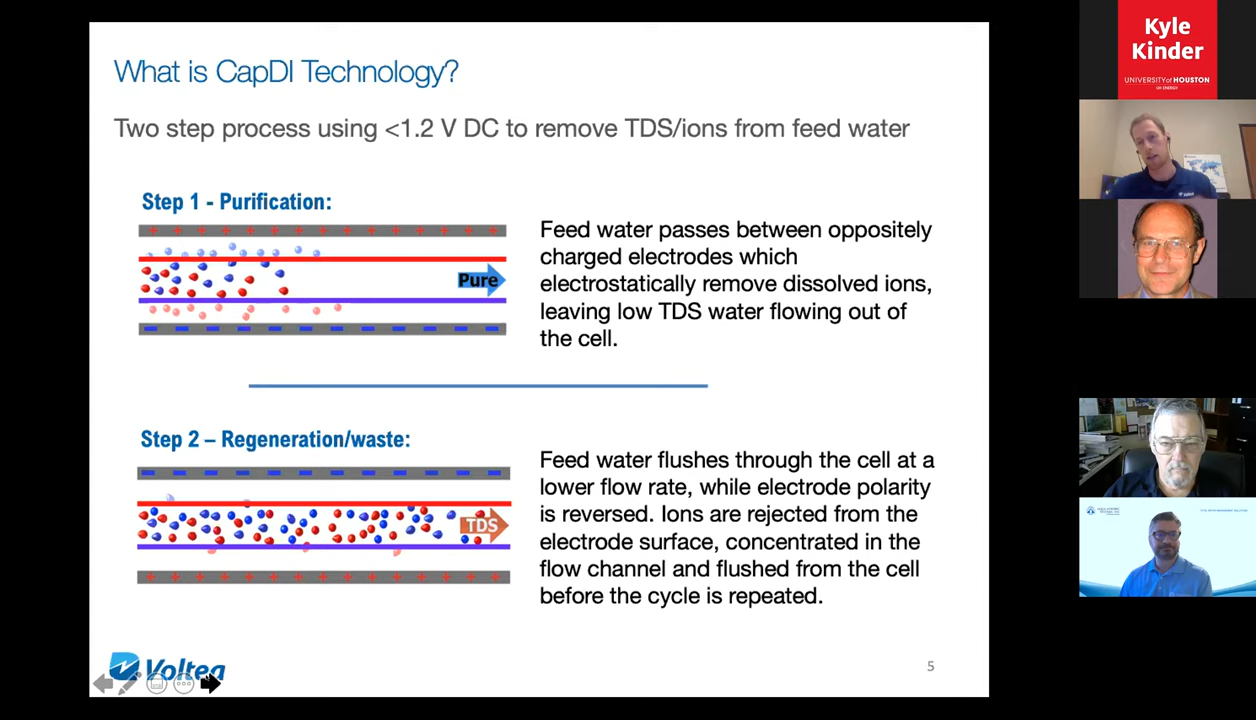 What is CapDI Technology?
Two step process using <1.2 V DC to remove TDS/ions from feed water
Step 1 - Purification:
Pure
Feed water passes between oppositely
charged electrodes which
electrostatically remove dissolved ions,
leaving low TDS water flowing out of
the cell.
Step 2 – Regeneration/waste:
TDS
Feed water flushes through the cell at a
lower flow rate, while electrode polarity
is reversed. Ions are rejected from the
electrode surface, concentrated in the
flow channel and flushed from the cell
before the cycle is repeated.
Voltea
5
Kyle
Kinder
UNIVERSITY of HOUSTON
UH ENERGY